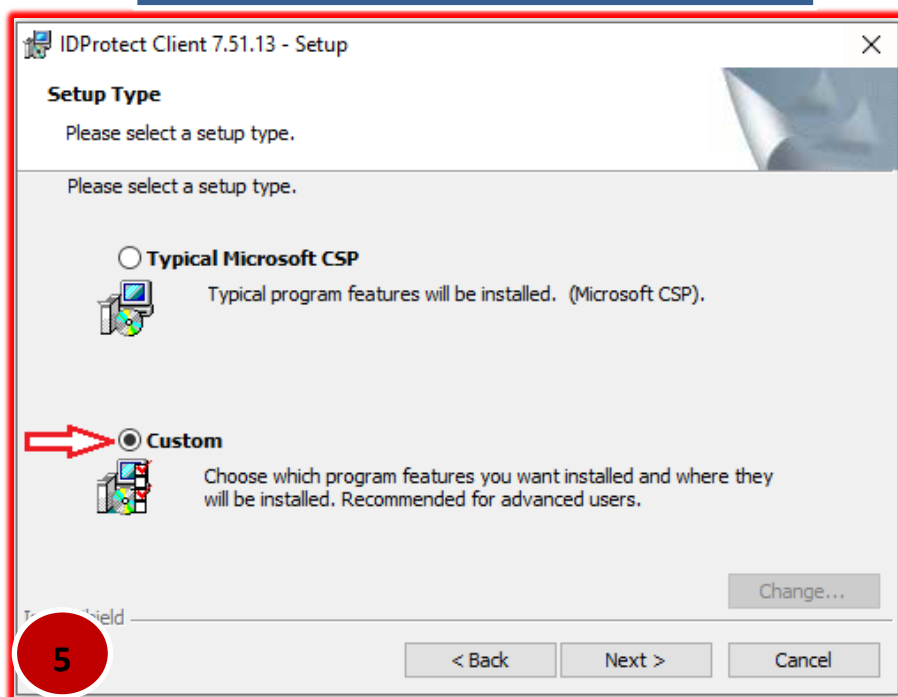 IDProtect Client 7.51.13 - Setup
Setup Type
Please select a setup type.
Please select a setup type.
Typical Microsoft CSP
Typical program features will be installed. (Microsoft CSP).
Custom
Choose which program features you want installed and where they
will be installed. Recommended for advanced users.
Change...
5
< Back
Next >
Cancel